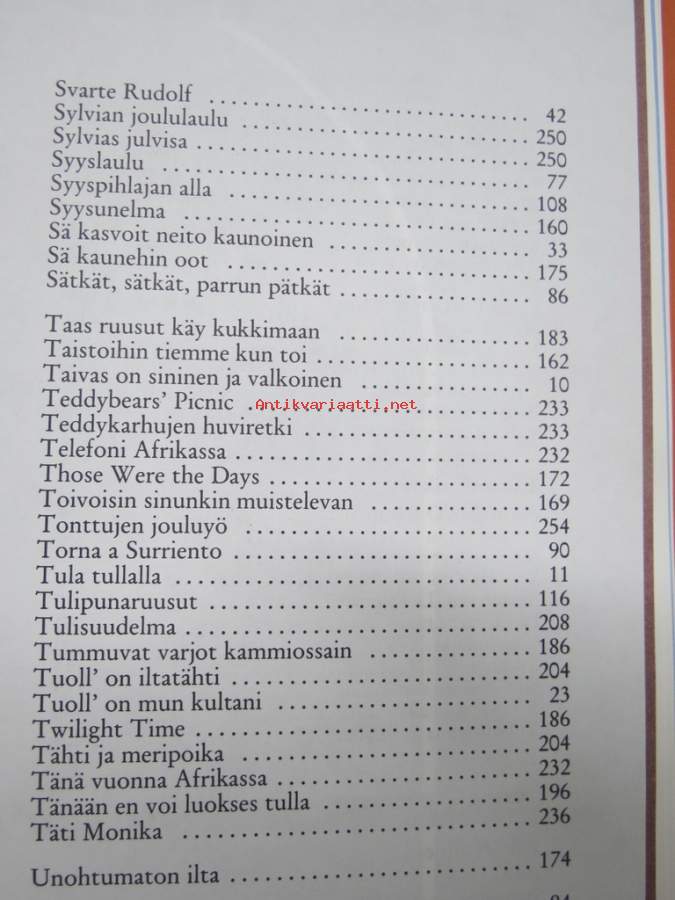 Svarte Rudolf 42
Sylvian joululaulu 250
Sylvias julvisa 250
Syyslaulu 77
Syyspihlajan alla 108
Syysunelma 160
Sä kasvoit neito kaunoinen 33
Sä kaunehin oot 175
Sätkät, sätkät, parrun pätkät 86
Taas ruusut käy kukkimaan 183
Taistoihin tiemme kun toi 162
Taivas on sininen ja valkoinen 10
Teddybears' Picnic 233
Antikvariaatti.net
Teddykarhujen huviretki 233
Telefoni Afrikassa 232
Those Were the Days 172
Toivoisin sinunkin muistelevan 169
Tonttujen jouluyö 254
Torna a Surriento 90
Tula tullalla 11
Tulipunaruusut 116
Tulisuudelma 208
Tummuvat varjot kammiossain 186
Tuoll' on iltatähti 204
Tuoll' on mun kultani 23
Twilight Time 186
Tähti ja meripoika 204
Tänä vuonna Afrikassa 232
Tänään en voi luokses tulla 196
Täti Monika 236
Unohtumaton ilta 174